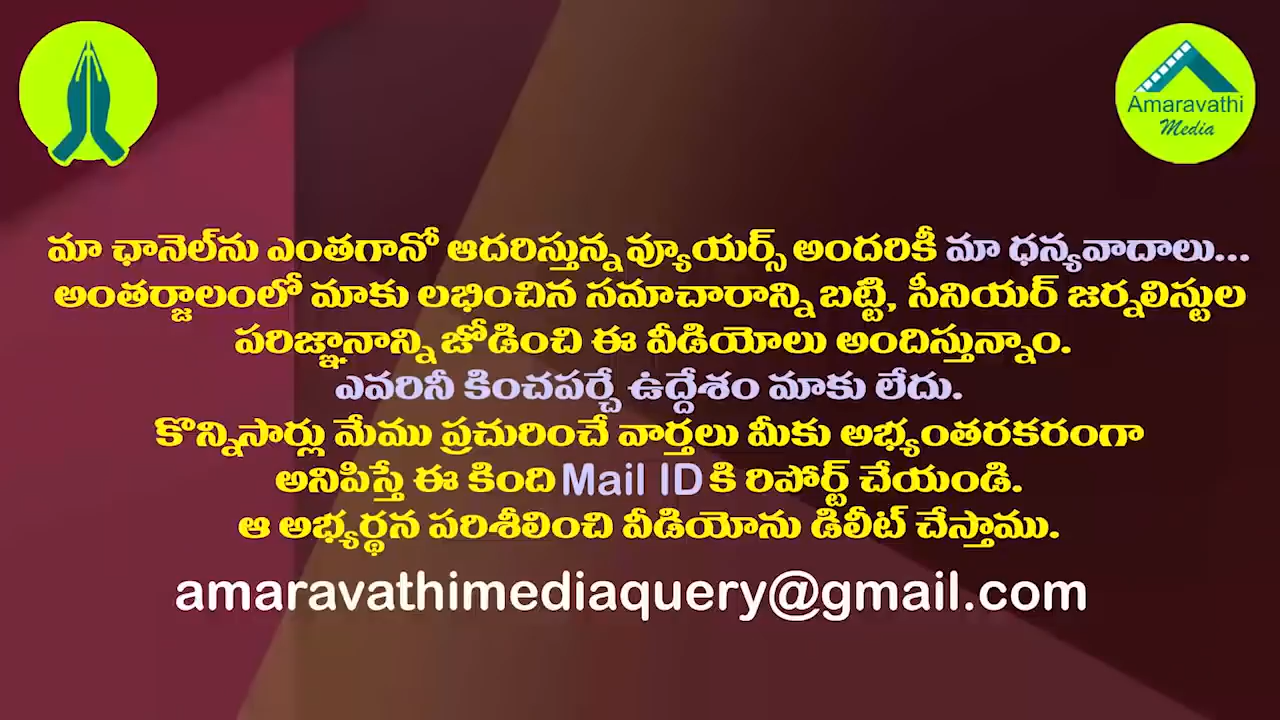 Amaravathi
Media
మా ఛానెల్‌ను ఎంతగానో ఆదరిస్తున్న వ్యూయర్స్ అందరికీ మా ధన్యవాదాలు...
అంతర్జాలంలో మాకు లభించిన సమాచారాన్ని బట్టి, సీనియర్ జర్నలిస్టుల
పరిజ్ఞానాన్ని జోడించి ఈ వీడియోలు అందిస్తున్నాం.
ఎవరినీ కించపర్చే ఉద్దేశం మాకు లేదు.
కొన్నిసార్లు మేము ప్రచురించే వార్తలు మీకు అభ్యంతరకరంగా
అనిపిస్తే ఈ కింది Mail ID కి రిపోర్ట్ చేయండి.
ఆ అభ్యర్థన పరిశీలించి వీడియోను డిలీట్ చేస్తాము.
amaravathimediaquery@gmail.com